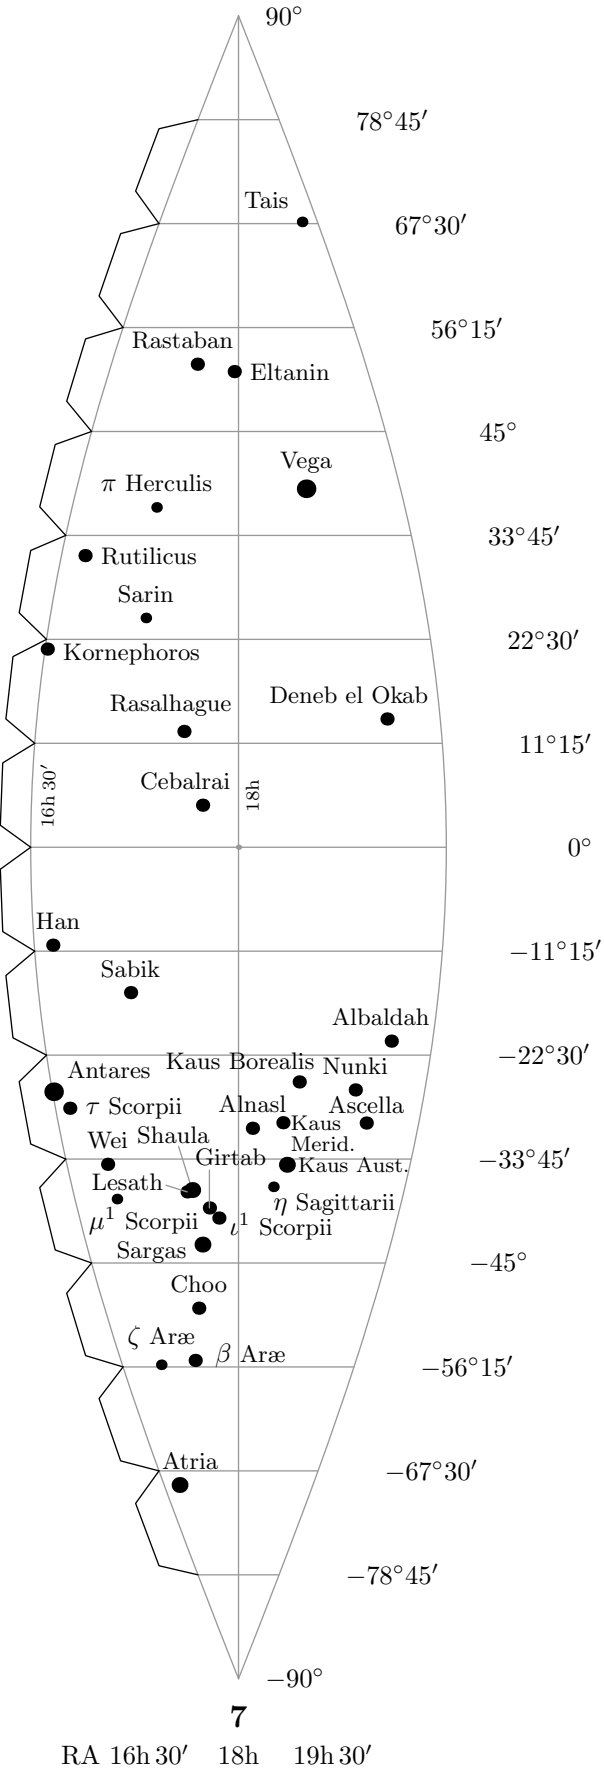 90°
78°45′
Tais
67°30′
56°15′
Rastaban
Eltanin
45°
Vega
π Herculis
33°45′
Rutilicus
Sarin
22°30′
Kornephoros
Deneb el Okab
Rasalhague
11°15′
16h 30′
18h
Cebalrai
0°
Han
−11°15′
Sabik
Albaldah
−22°30′
Kaus Borealis
Nunki
Antares
Alnasl
Ascella
τ Scorpii
Kaus
Merid.
Shaula
Wei
Girtab
−33°45′
Kaus Aust.
Lesath
η Sagittarii
μ¹ Scorpii
ι¹ Scorpii
Sargas
−45°
Choo
ζ Aræ
β Aræ
−56°15′
Atria
−67°30′
−78°45′
−90°
7
RA 16h 30′ 18h 19h 30′